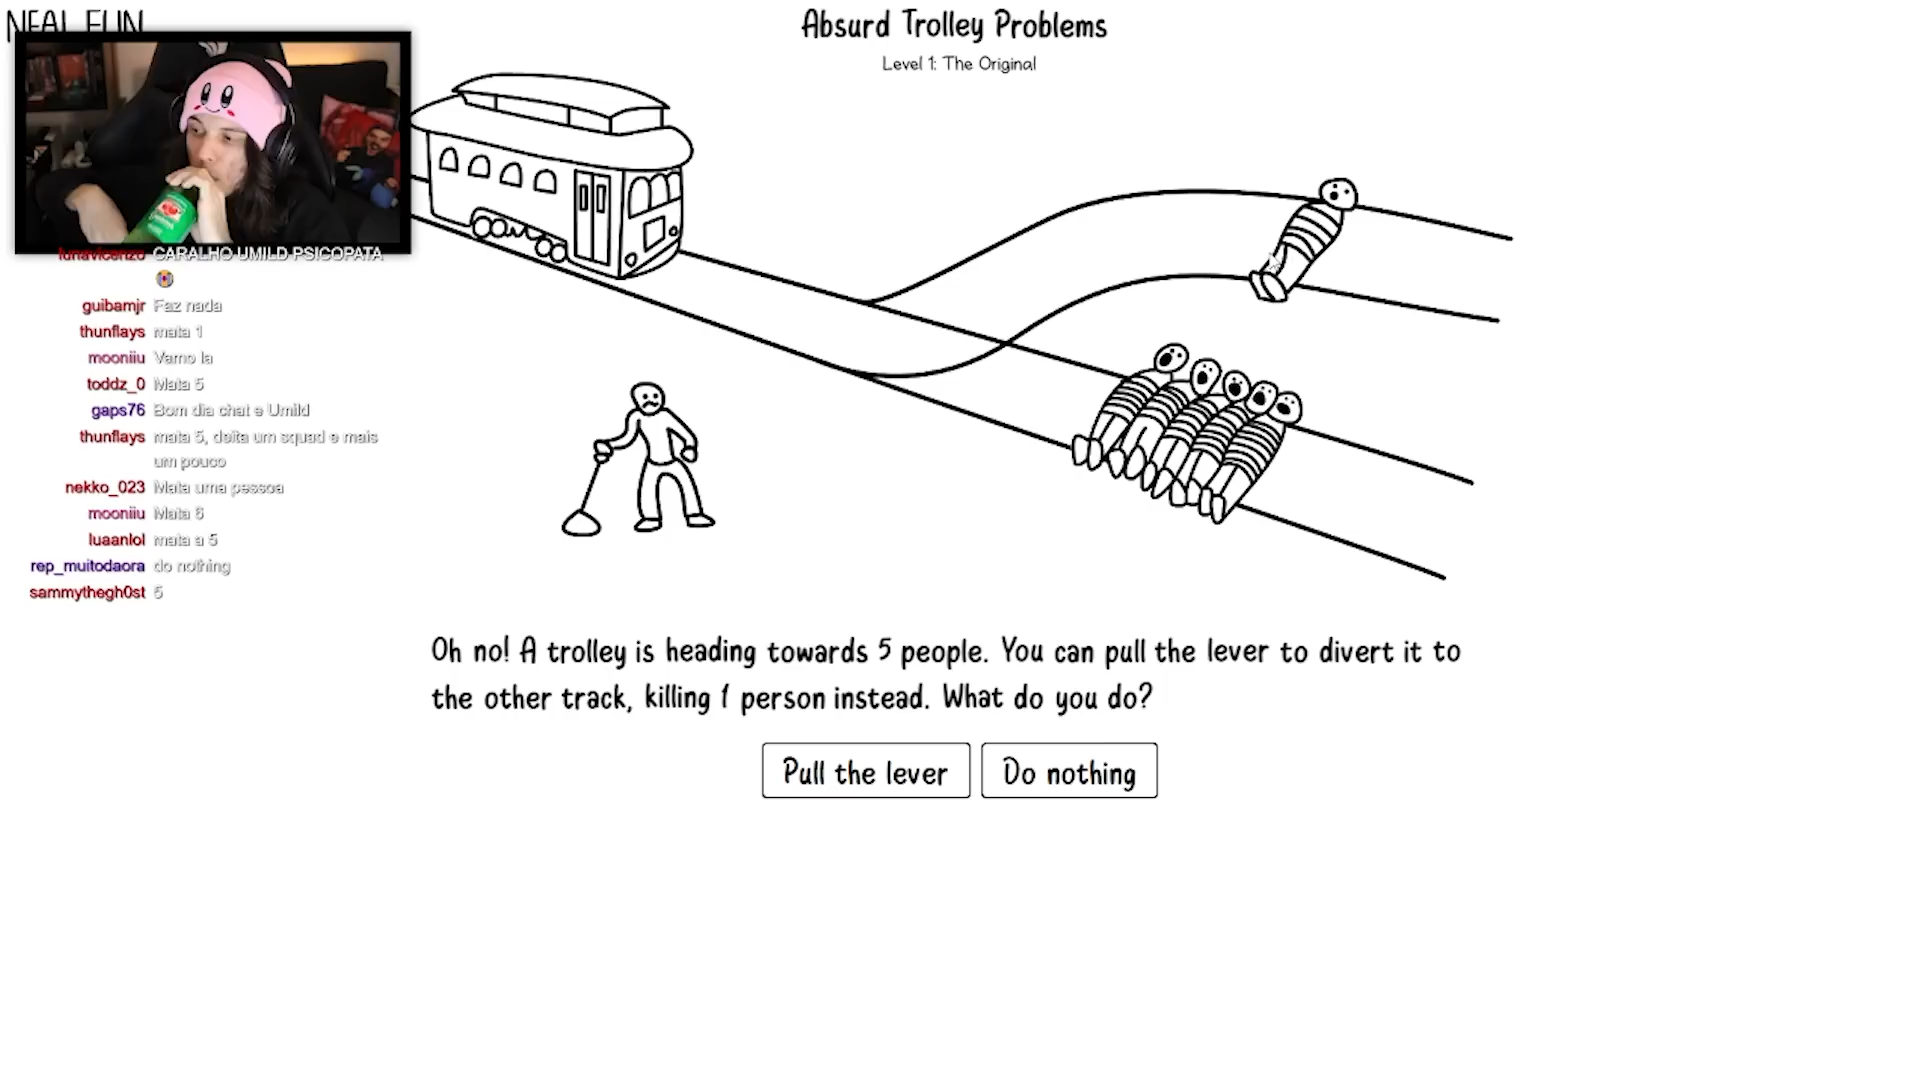 NEAL FUN
Absurd Trolley Problems
Level 1: The Original
lunavicenzo CARALHO UMILD PSICOPATA
guibamjr Faz nada
thunflays mata 1
mooniiu Vamo la
toddz_0 Mata 5
gaps76 Bom dia chat e Umild
thunflays mata 5, deita um squad e mais
um pouco
nekko_023 Mata uma pessoa
mooniiu Mata 6
luaanlol mata a 5
rep_muitodaora do nothing
sammythegh0st 5
Oh no! A trolley is heading towards 5 people. You can pull the lever to divert it to
the other track, killing 1 person instead. What do you do?
Pull the lever
Do nothing